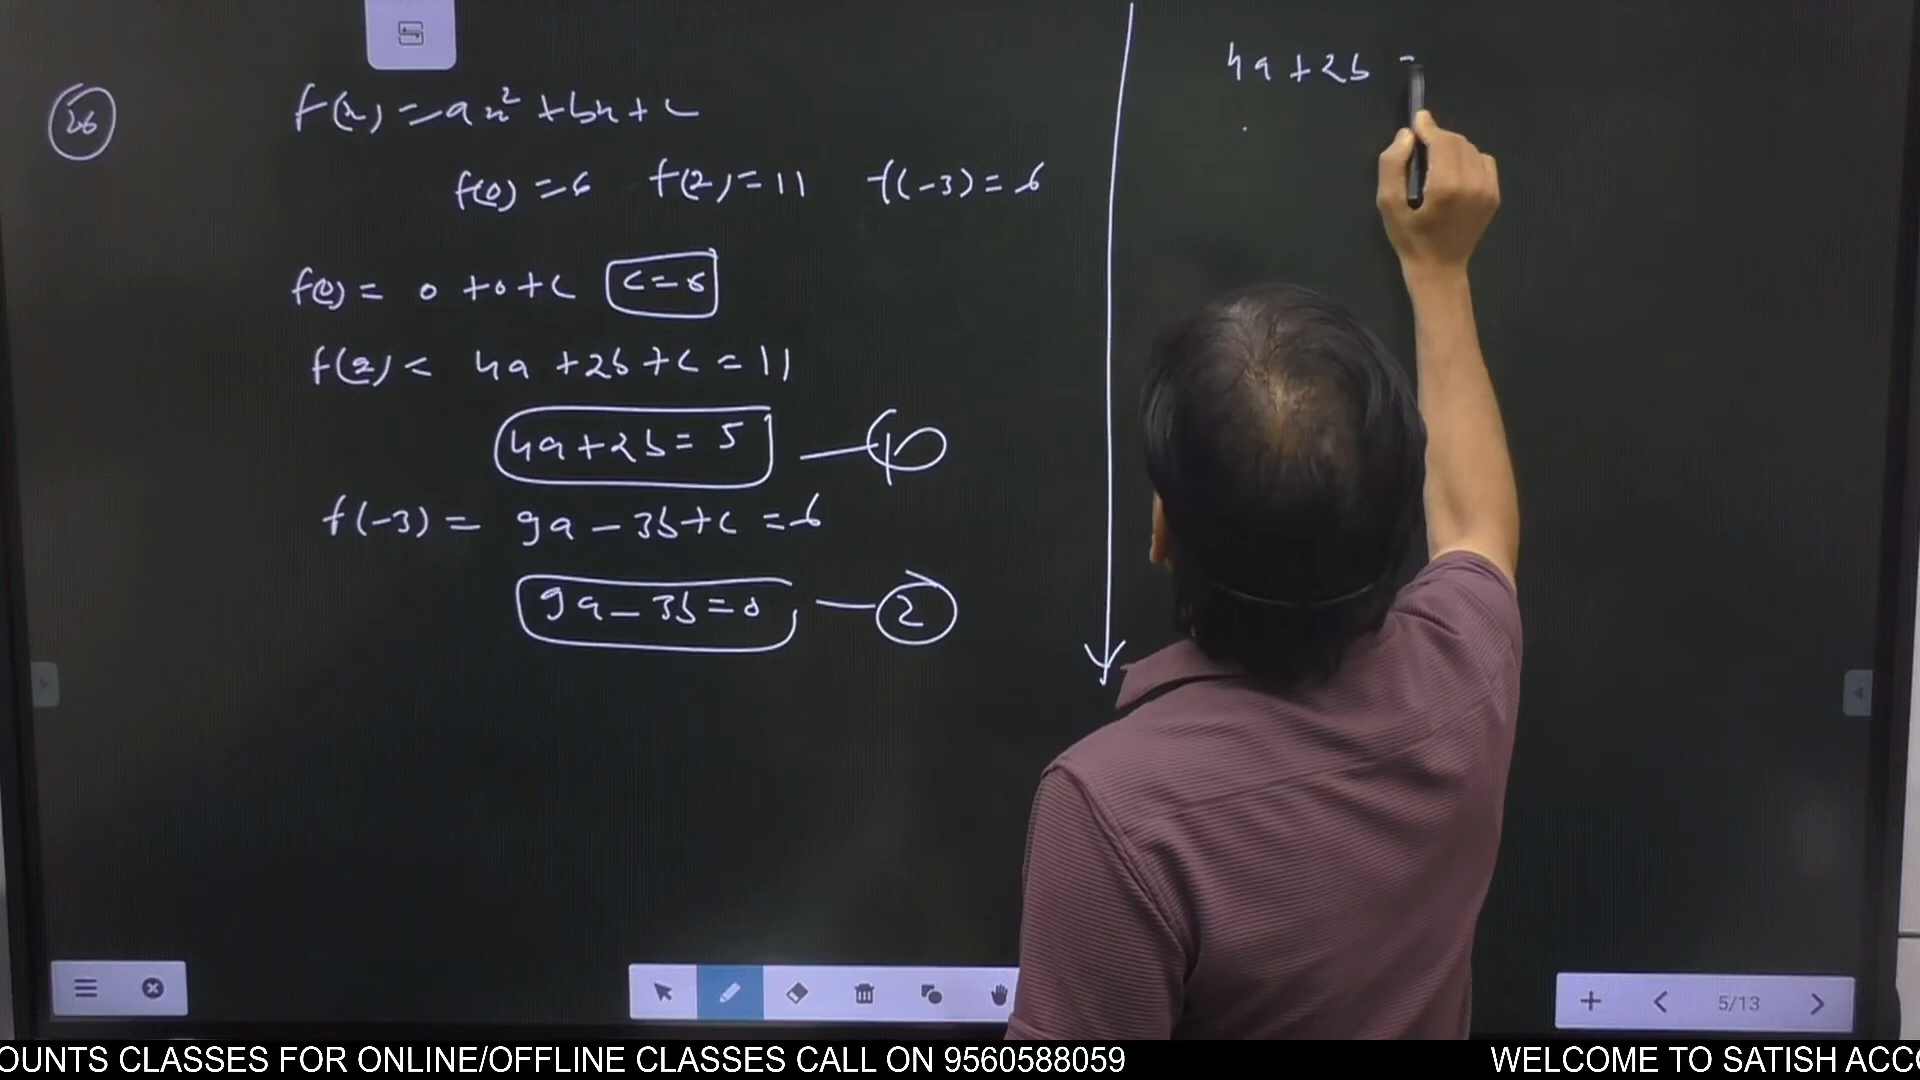 26
f(x) = ax² + bx + c
f(0) = 6 f(2) = 11 f(-3) = 6
f(0) = 0 + 0 + c c = 6
f(2) = 4a + 2b + c = 11
4a + 2b = 5 — 1
f(-3) = 9a - 3b + c = 6
9a - 3b = 0 — 2
4a + 2b =
5/13
OUNTS CLASSES FOR ONLINE/OFFLINE CLASSES CALL ON 9560588059 WELCOME TO SATISH ACCO